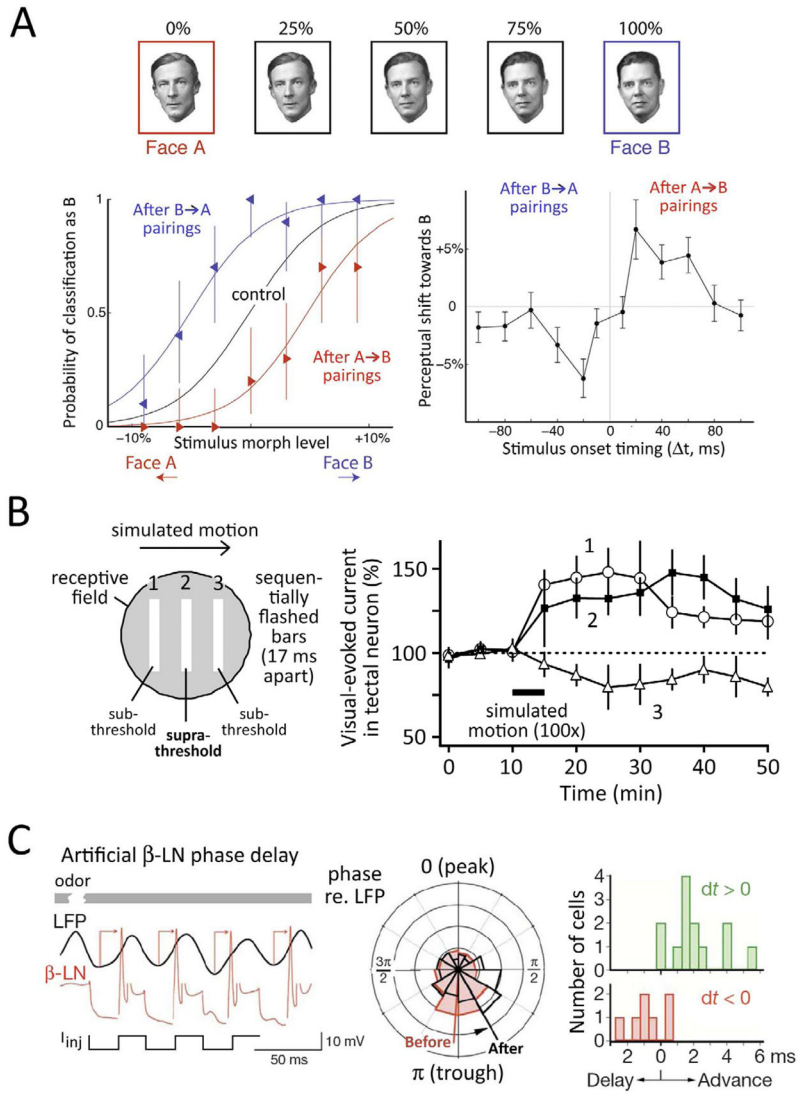 A
0% 25% 50% 75% 100%
Face A Face B
Probability of classification as B
1
0.5
0
After B→A
pairings
control
After A→B
pairings
−10% Stimulus morph level +10%
Face A Face B
← →
Perceptual shift towards B
+5%
0
−5%
After B→A
pairings
After A→B
pairings
−80 −40 0 40 80
Stimulus onset timing (Δt, ms)
B
simulated motion
receptive
field
1 2 3
sequen-
tially
flashed
bars
(17 ms
apart)
sub-
threshold
supra-
threshold
sub-
threshold
Visual-evoked current
in tectal neuron (%)
150
100
50
1
2
3
simulated
motion (100x)
0 10 20 30 40 50
Time (min)
C
Artificial β-LN phase delay
odor
LFP
β-LN
Iinj
10 mV
50 ms
phase
re. LFP
0 (peak)
3π/2
π/2
Before
After
π (trough)
Number of cells
4
3
2
1
0
dt > 0
Number of cells
2
1
0
dt < 0
2 0 2 4 6 ms
Delay ← → Advance